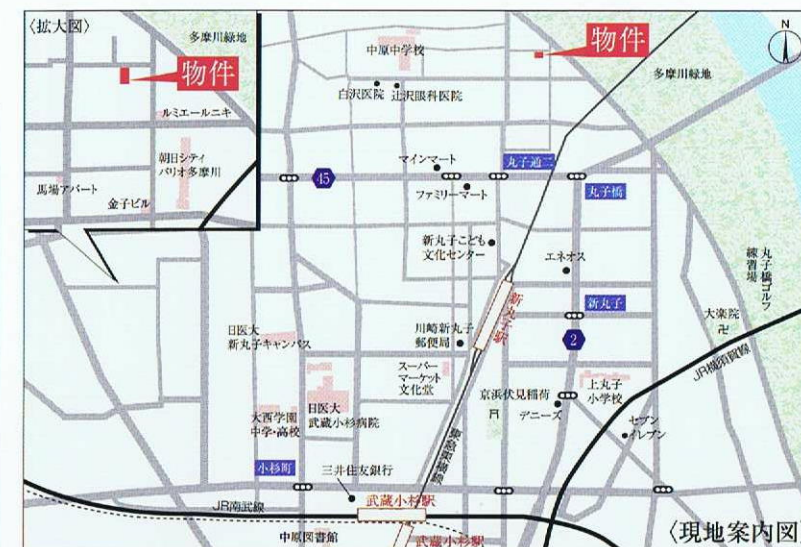 〈拡大図〉
多摩川緑地
物件
ルミエールニキ
朝日シティ
パリオ多摩川
馬場アパート
金子ビル
中原中学校
物件
N
多摩川緑地
白沢医院
辻沢眼科医院
マインマート
丸子通二
45
ファミリーマート
丸子橋
新丸子こども
文化センター
エネオス
丸子橋ゴルフ
練習場
新丸子駅
新丸子
大楽院
卍
日医大
新丸子キャンパス
川崎新丸子
郵便局
2
JR横須賀線
スーパー
マーケット
文化堂
京浜伏見稲荷
上丸子
小学校
日医大
武蔵小杉病院
大西学園
中学・高校
デニーズ
セブン
イレブン
東急東横線
小杉町
三井住友銀行
JR南武線
武蔵小杉駅
中原図書館
武蔵小杉駅
〈現地案内図〉